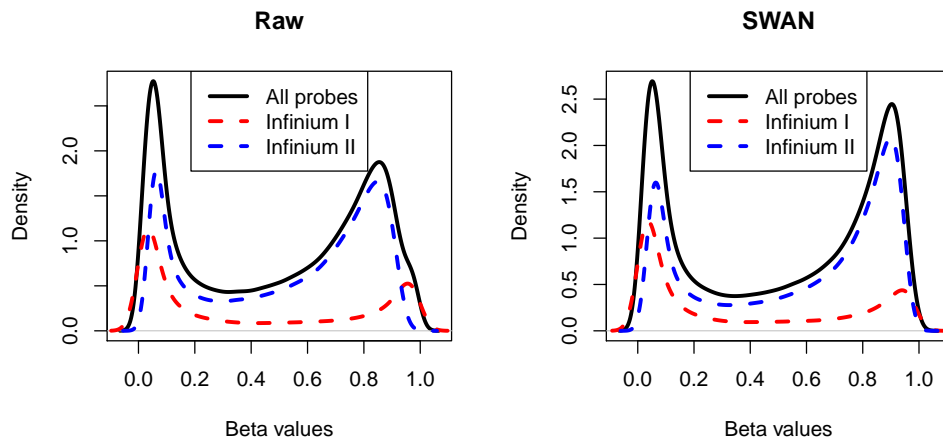 Raw
Density
0.0
1.0
2.0
All probes
Infinium I
Infinium II
0.0 0.2 0.4 0.6 0.8 1.0
Beta values
SWAN
Density
0.0
0.5
1.0
1.5
2.0
2.5
All probes
Infinium I
Infinium II
0.0 0.2 0.4 0.6 0.8 1.0
Beta values